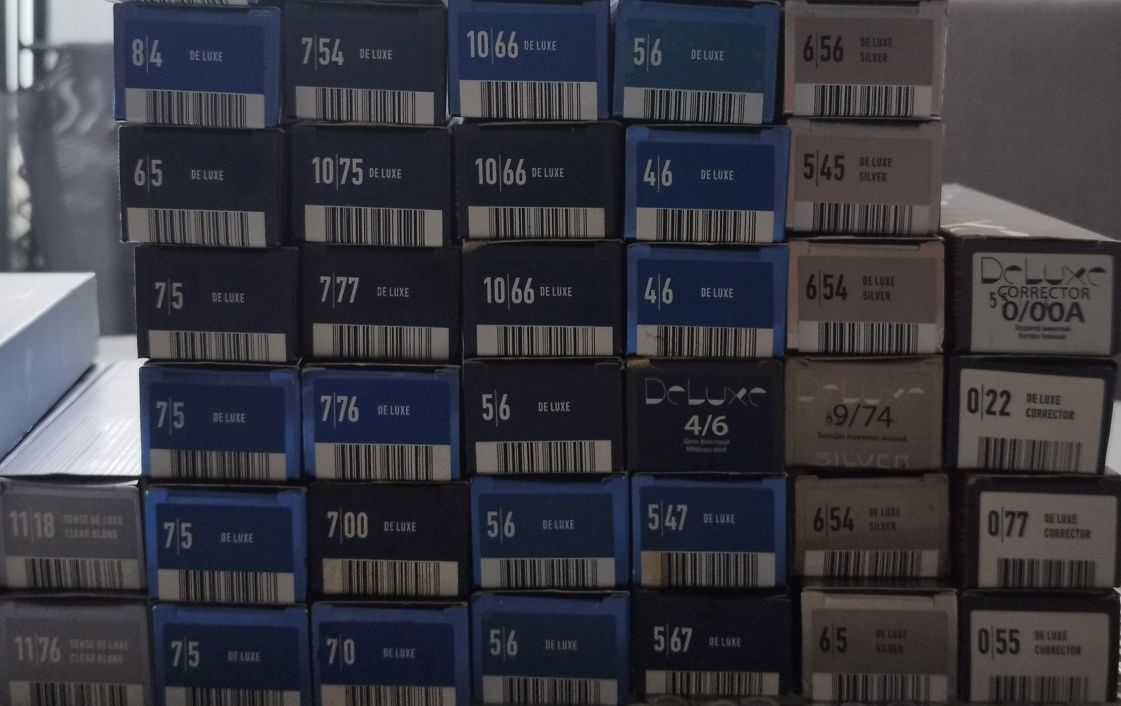 8|4 DE LUXE
7|54 DE LUXE
10|66 DE LUXE
5|6 DE LUXE
6|56 DE LUXE
SILVER
6|5 DE LUXE
10|75 DE LUXE
10|66 DE LUXE
4|6 DE LUXE
5|45 DE LUXE
SILVER
7|5 DE LUXE
7|77 DE LUXE
10|66 DE LUXE
4|6 DE LUXE
6|54 DE LUXE
SILVER
DeLuxe
CORRECTOR
0/00A
7|5 DE LUXE
7|76 DE LUXE
5|6 DE LUXE
DeLuxe
4/6
DeLuxe
9/74
SILVER
0|22 DE LUXE
CORRECTOR
11|18 SENSE DE LUXE
CLEAR BLOND
7|5 DE LUXE
7|00 DE LUXE
5|6 DE LUXE
5|47 DE LUXE
6|54 DE LUXE
SILVER
0|77 DE LUXE
CORRECTOR
11|76 SENSE DE LUXE
CLEAR BLOND
7|5 DE LUXE
7|0 DE LUXE
5|6 DE LUXE
5|67 DE LUXE
6|5 DE LUXE
SILVER
0|55 DE LUXE
CORRECTOR